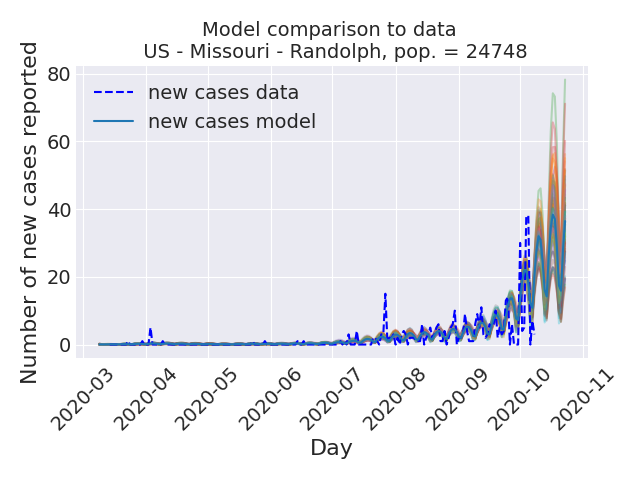 Model comparison to data
US - Missouri - Randolph, pop. = 24748
Number of new cases reported
80
60
40
20
0
new cases data
new cases model
2020-03
2020-04
2020-05
2020-06
2020-07
2020-08
2020-09
2020-10
2020-11
Day